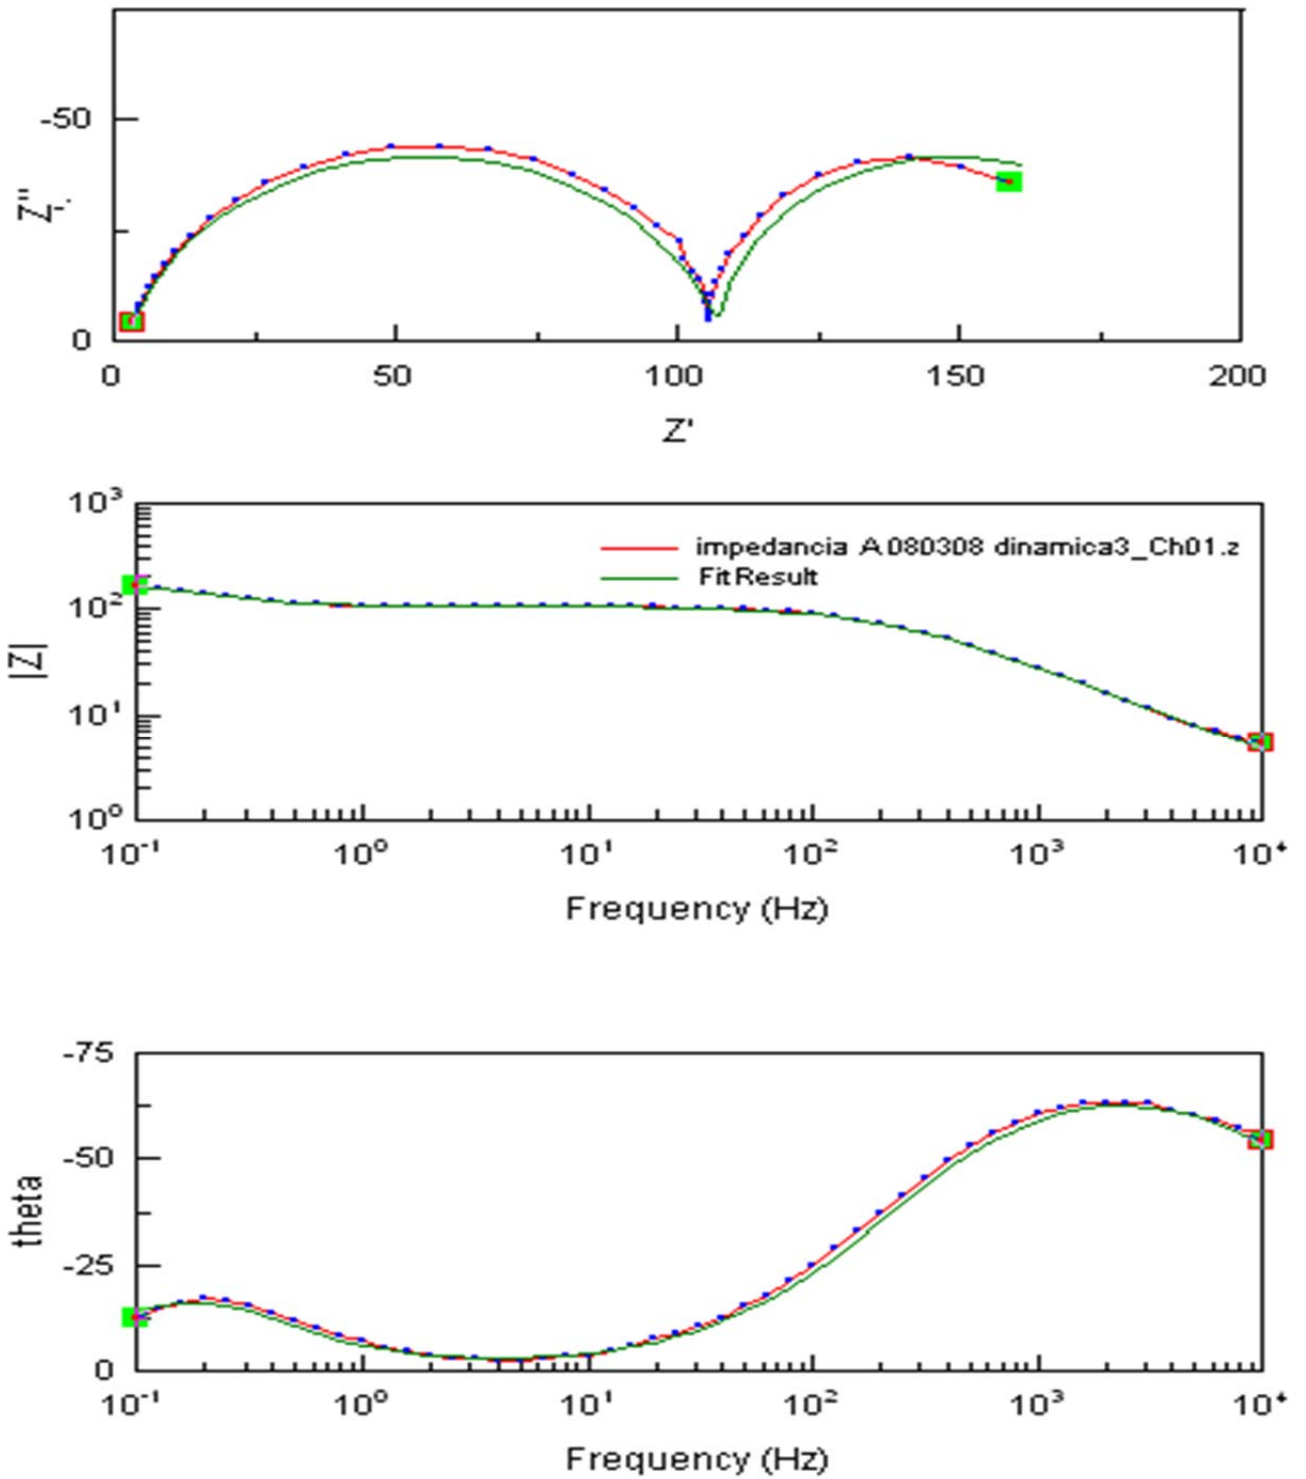 -50
Z''
0
0 50 100 150 200
Z'
10³
impedancia A080308 dinamica3_Ch01.z
Fit Result
10²
|Z|
10¹
10⁰
10⁻¹ 10⁰ 10¹ 10² 10³ 10⁴
Frequency (Hz)
-75
-50
theta
-25
0
10⁻¹ 10⁰ 10¹ 10² 10³ 10⁴
Frequency (Hz)